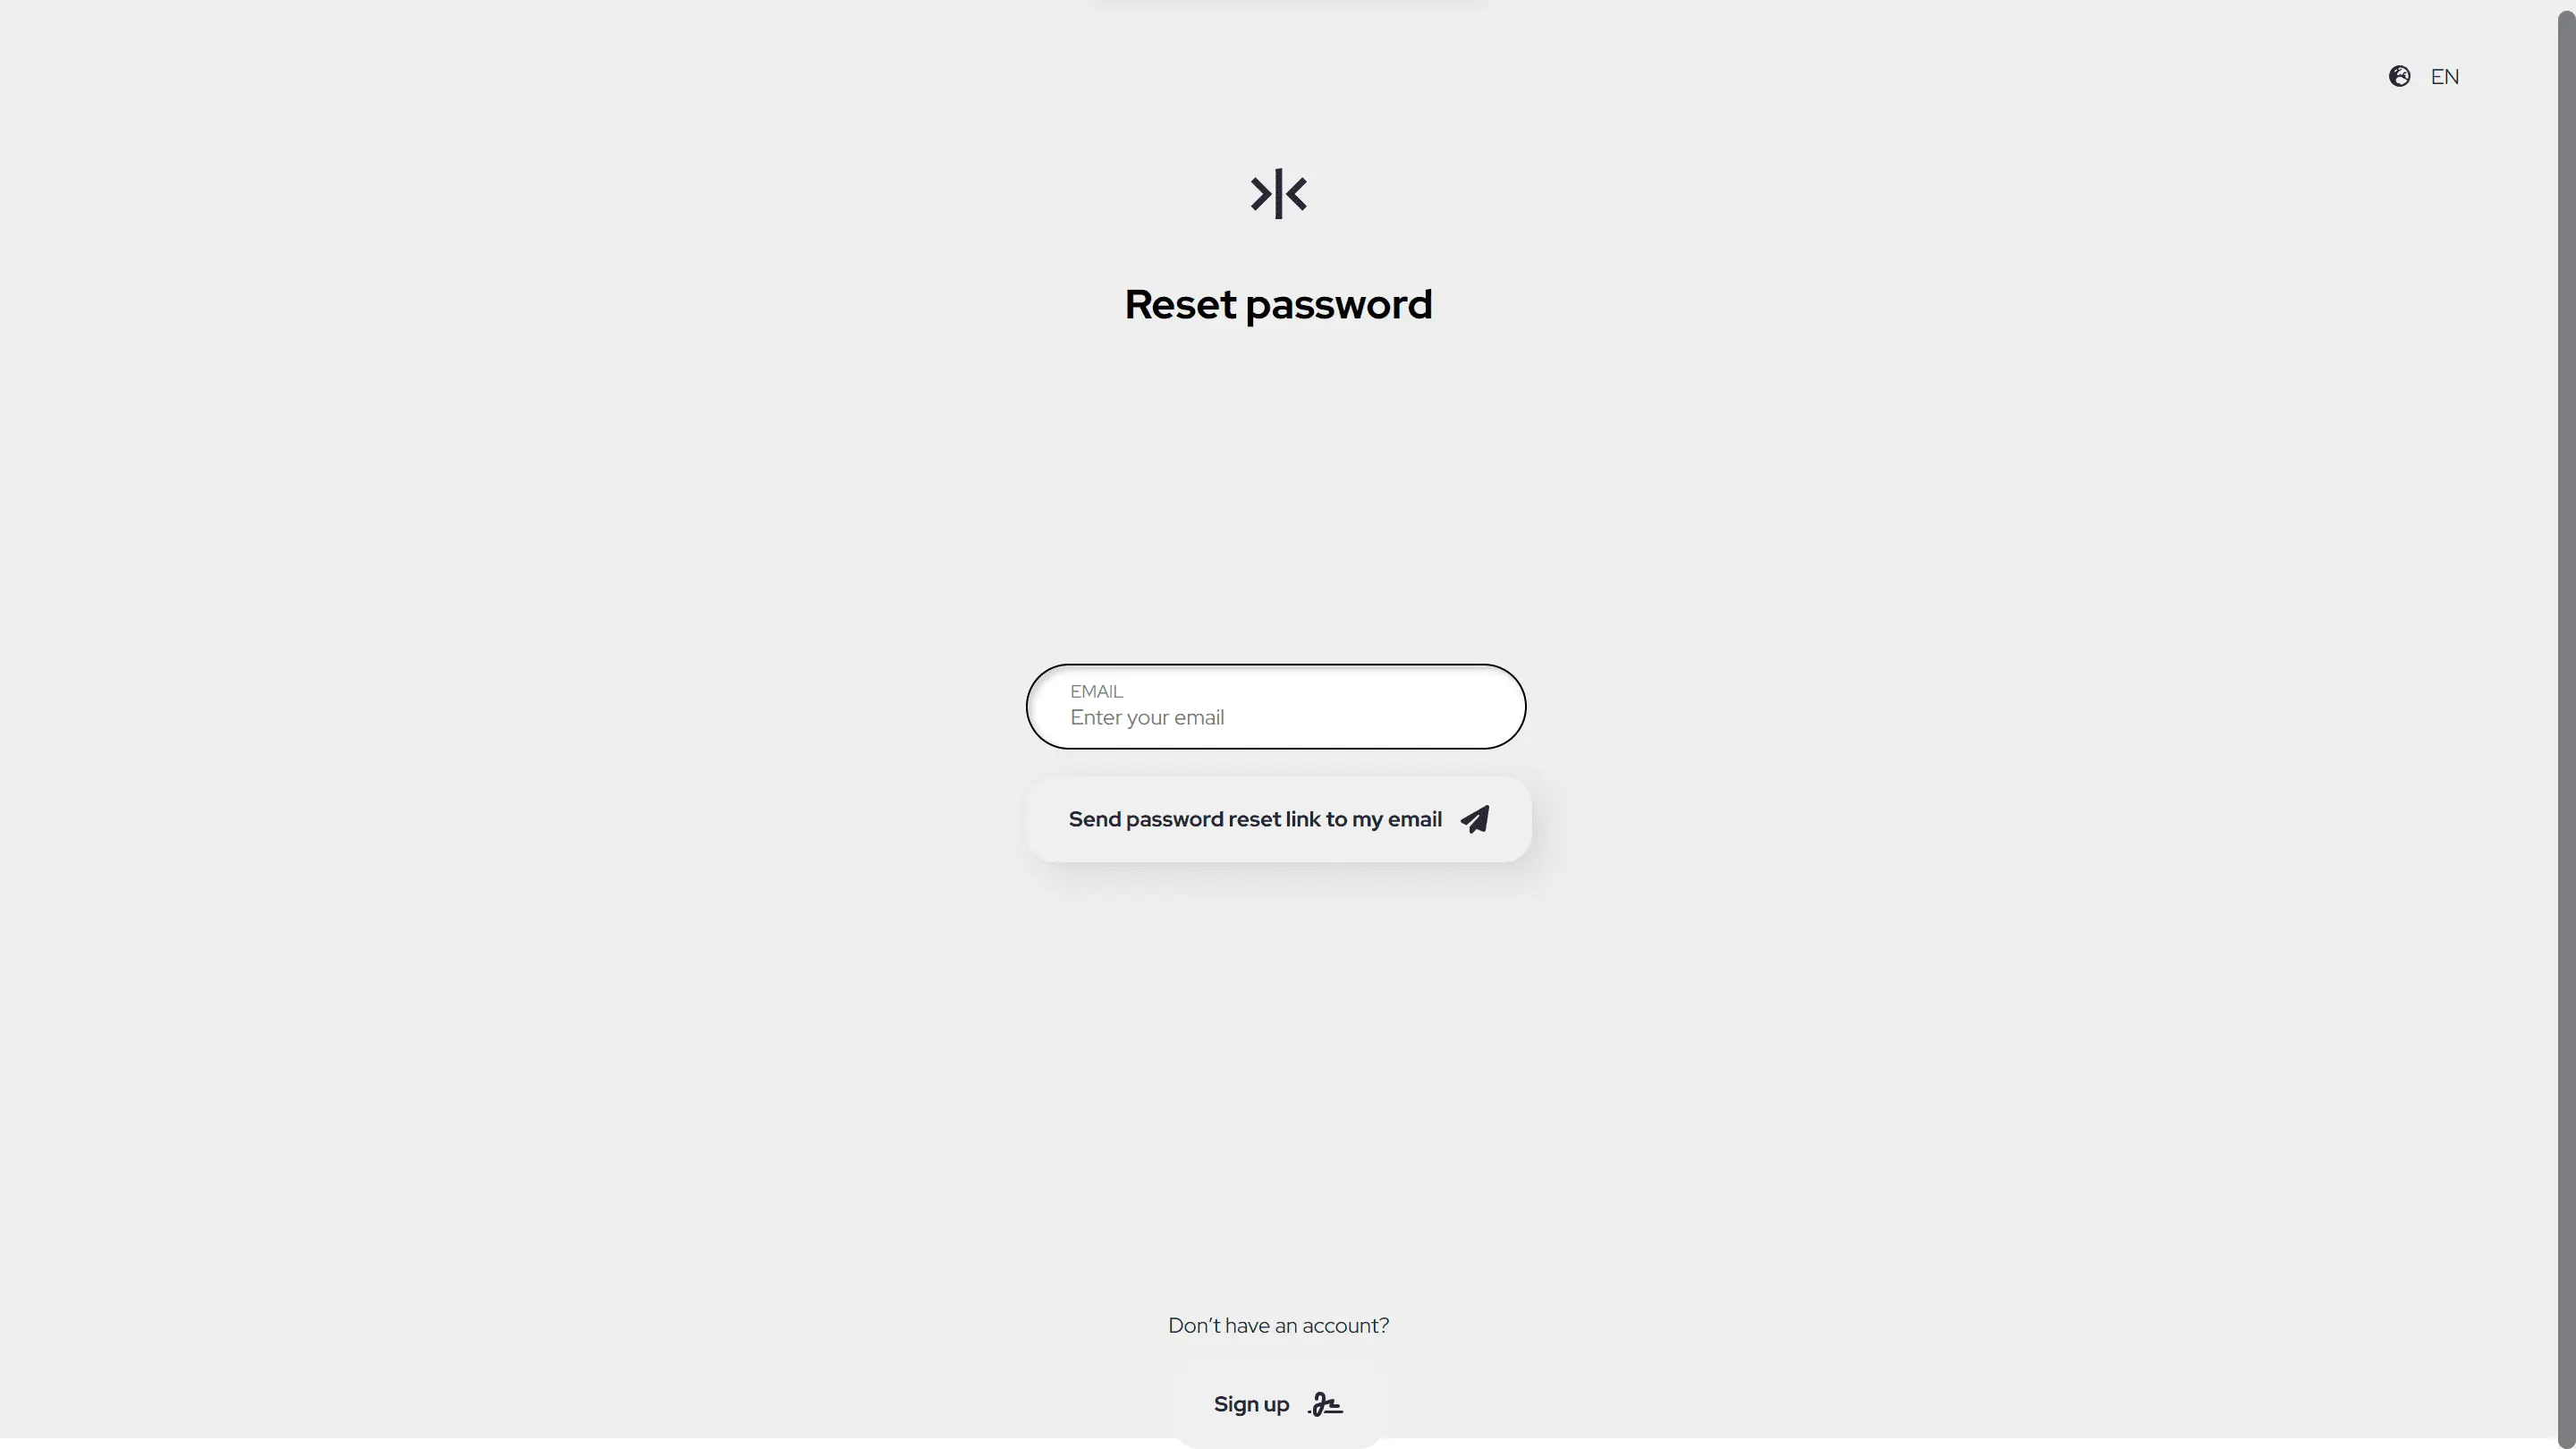 EN
Reset password
EMAIL
Enter your email
Send password reset link to my email
Don’t have an account?
Sign up